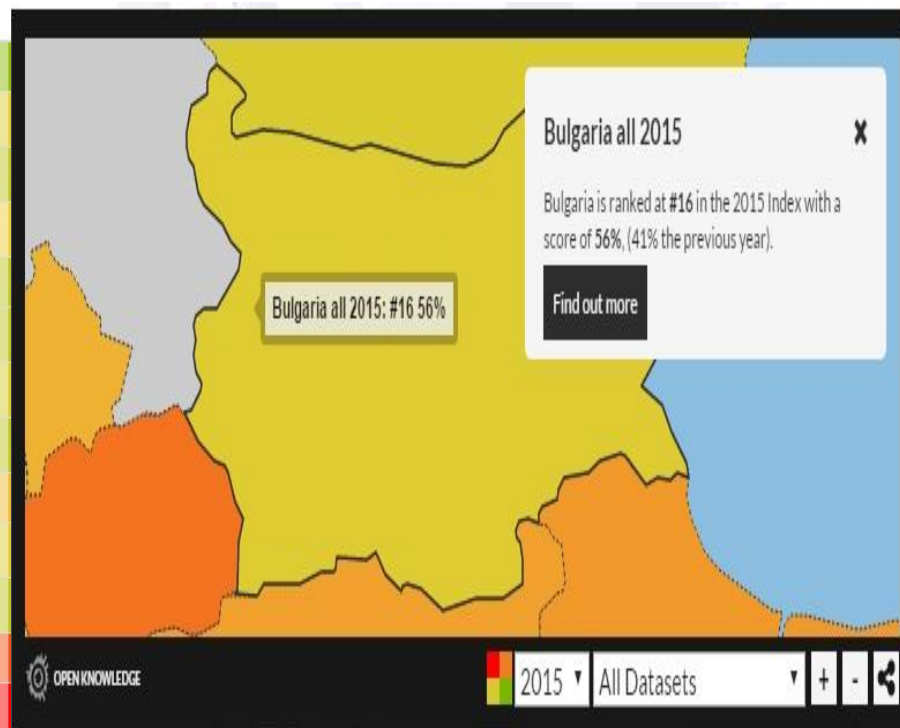 Bulgaria all 2015
✖
Bulgaria is ranked at #16 in the 2015 Index with a
score of 56%, (41% the previous year).
Find out more
Bulgaria all 2015: #16 56%
OPEN KNOWLEDGE
2015
All Datasets
+
-